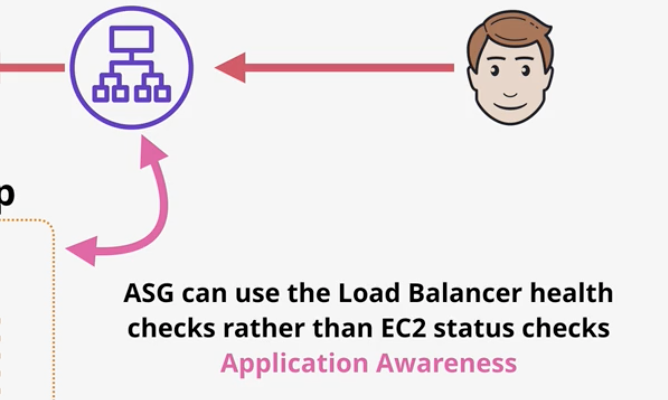 p
ASG can use the Load Balancer health
checks rather than EC2 status checks
Application Awareness